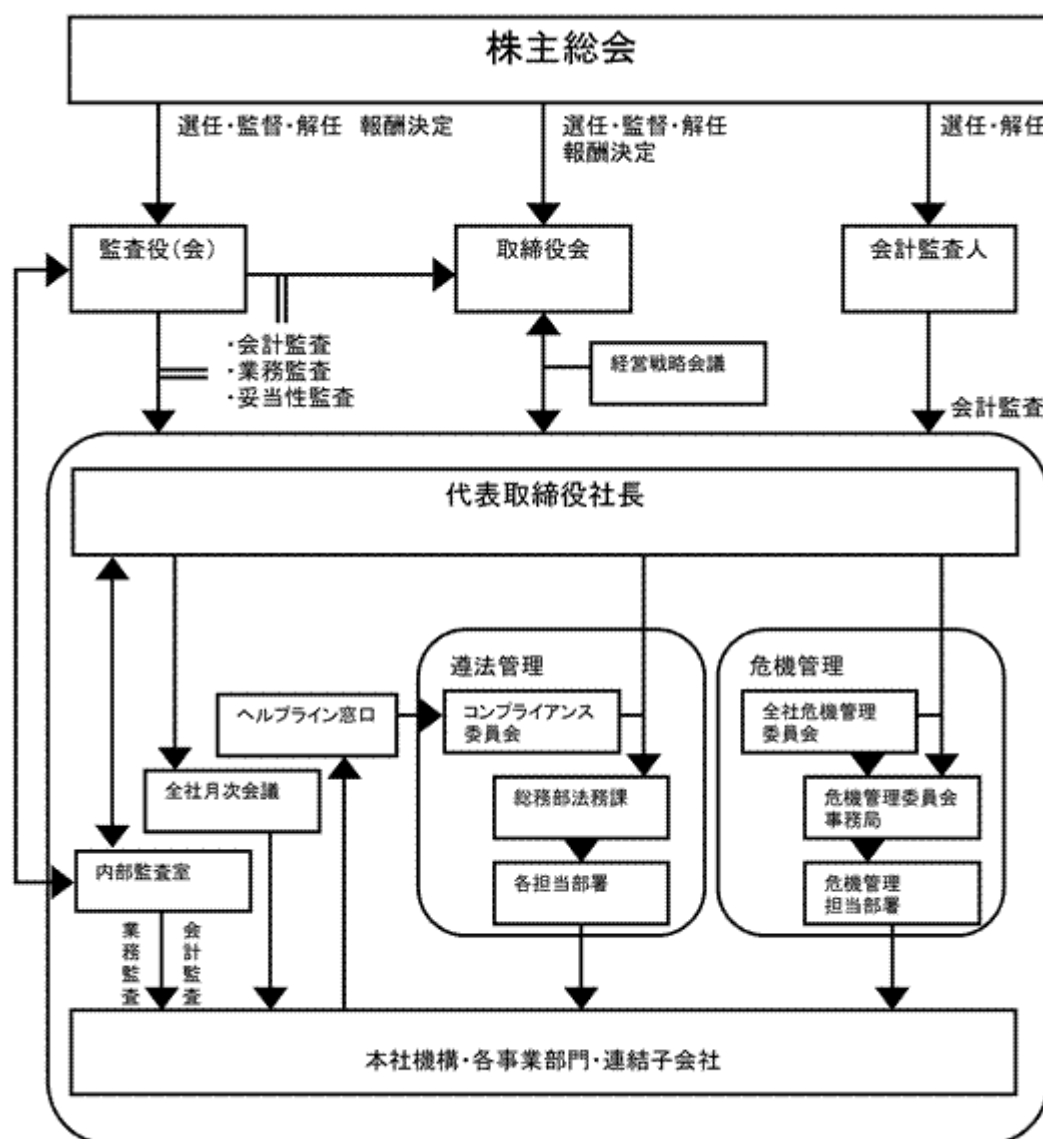 株主総会
選任・監督・解任 報酬決定
選任・監督・解任
報酬決定
選任・解任
監査役(会)
取締役会
会計監査人
・会計監査
・業務監査
・妥当性監査
経営戦略会議
会計監査
代表取締役社長
遵法管理
危機管理
ヘルプライン窓口
コンプライアンス
委員会
全社危機管理
委員会
全社月次会議
総務部法務課
危機管理委員会
事務局
内部監査室
各担当部署
危機管理
担当部署
業務監査
会計監査
本社機構・各事業部門・連結子会社